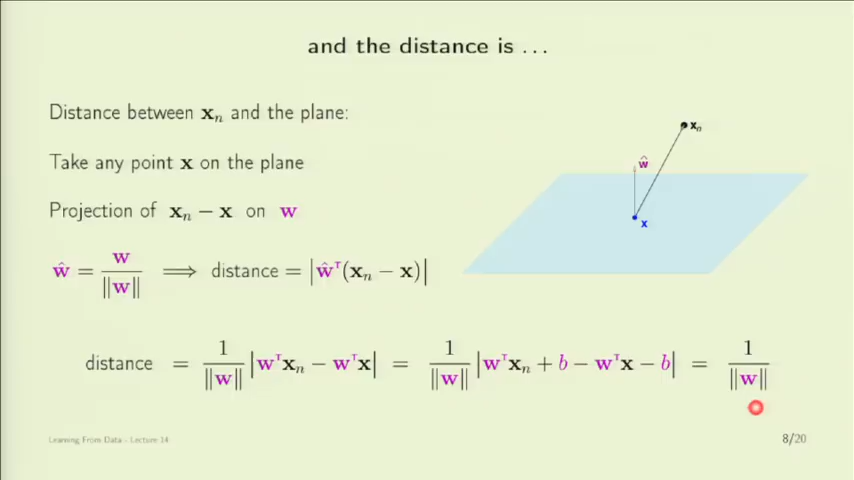 and the distance is . . .
Distance between xₙ and the plane:
Take any point x on the plane
Projection of xₙ − x on w
ŵ = w / ‖w‖ ⟹ distance = |ŵᵀ(xₙ − x)|
xₙ
ŵ
x
distance = 1/‖w‖ |wᵀxₙ − wᵀx| = 1/‖w‖ |wᵀxₙ + b − wᵀx − b| = 1/‖w‖
Learning From Data - Lecture 14
8/20